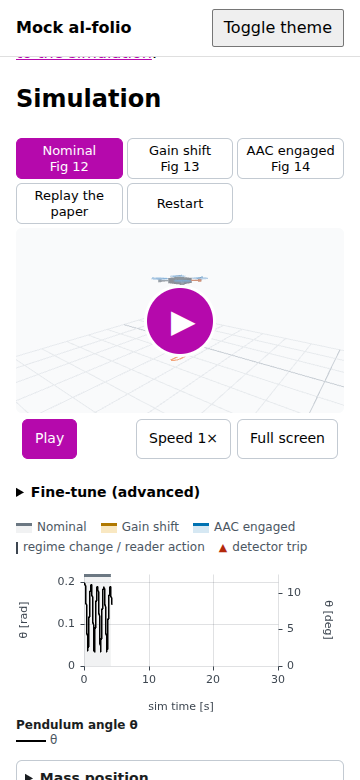 Mock al-folio
Toggle theme
to the simulation.
Simulation
Nominal
Fig 12
Gain shift
Fig 13
AAC engaged
Fig 14
Replay the
paper
Restart
Play
Speed 1×
Full screen
Fine-tune (advanced)
Nominal
Gain shift
AAC engaged
regime change / reader action
detector trip
0.2
0.1
0
10
5
0
θ [rad]
θ [deg]
0
10
20
30
sim time [s]
Pendulum angle θ
θ
Mass position